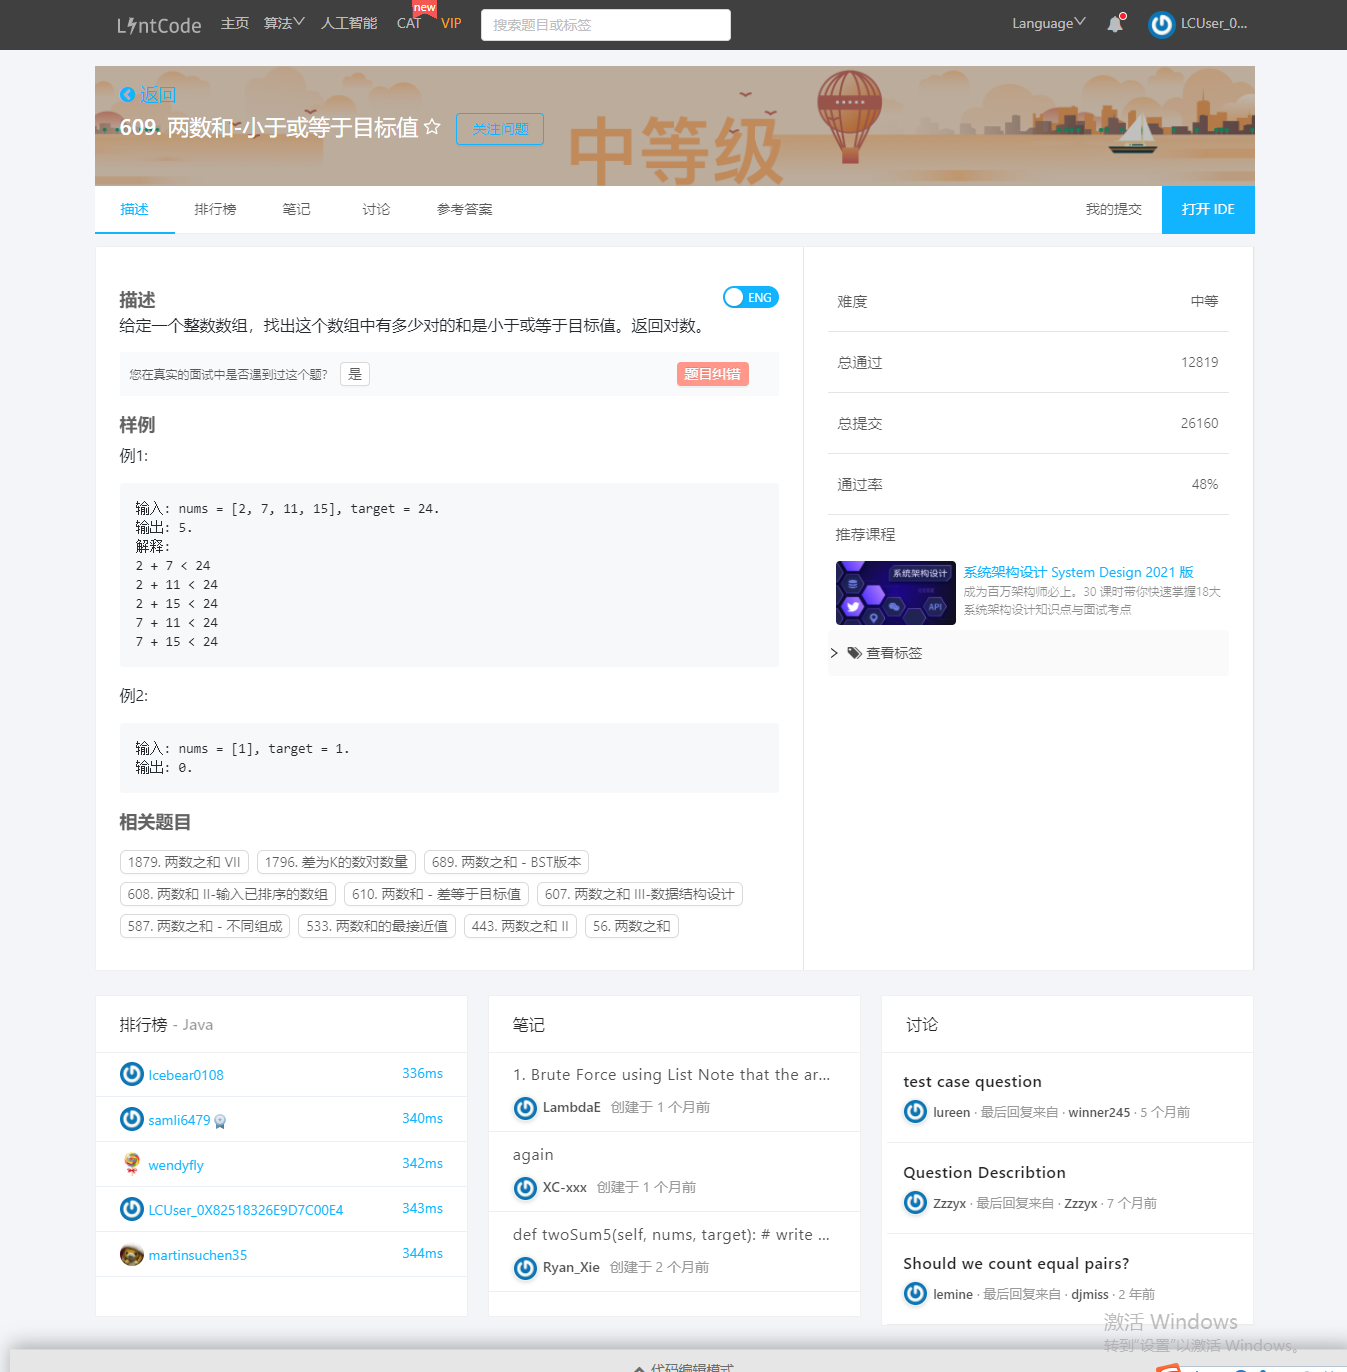 LintCode 主页 算法 人工智能 CAT new VIP 搜索题目或标签 Language LCUser_0...
返回
609. 两数和-小于或等于目标值 关注问题
中等级
描述 排行榜 笔记 讨论 参考答案 我的提交 打开 IDE
描述 ENG
给定一个整数数组，找出这个数组中有多少对的和是小于或等于目标值。返回对数。
您在真实的面试中是否遇到过这个题? 是 题目纠错
样例
例1:
输入: nums = [2, 7, 11, 15], target = 24.
输出: 5.
解释:
2 + 7 < 24
2 + 11 < 24
2 + 15 < 24
7 + 11 < 24
7 + 15 < 24
例2:
输入: nums = [1], target = 1.
输出: 0.
相关题目
1879. 两数之和 VII 1796. 差为K的数对数量 689. 两数之和 - BST版本
608. 两数和 II-输入已排序的数组 610. 两数和 - 差等于目标值 607. 两数之和 III-数据结构设计
587. 两数之和 - 不同组成 533. 两数和的最接近值 443. 两数之和 II 56. 两数之和
难度 中等
总通过 12819
总提交 26160
通过率 48%
推荐课程
系统架构设计
API
系统架构设计 System Design 2021 版
成为百万架构师必上。30 课时带你快速掌握18大
系统架构设计知识点与面试考点
查看标签
排行榜 - Java
Icebear0108 336ms
samli6479 340ms
wendyfly 342ms
LCUser_0X82518326E9D7C00E4 343ms
martinsuchen35 344ms
笔记
1. Brute Force using List Note that the ar...
LambdaE 创建于 1 个月前
again
XC-xxx 创建于 1 个月前
def twoSum5(self, nums, target): # write ...
Ryan_Xie 创建于 2 个月前
讨论
test case question
lureen · 最后回复来自 · winner245 · 5 个月前
Question Describtion
Zzzyx · 最后回复来自 · Zzzyx · 7 个月前
Should we count equal pairs?
lemine · 最后回复来自 · djmiss · 2 年前
激活 Windows
转到"设置"以激活 Windows。
代码编辑模式